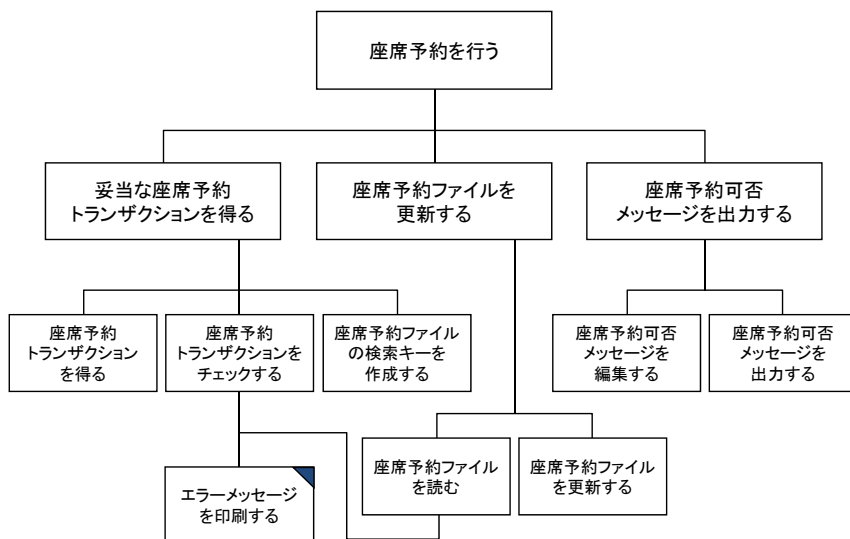 座席予約を行う
妥当な座席予約
トランザクションを得る
座席予約ファイルを
更新する
座席予約可否
メッセージを出力する
座席予約
トランザクション
を得る
座席予約
トランザクションを
チェックする
座席予約ファイル
の検索キーを
作成する
座席予約可否
メッセージを
編集する
座席予約可否
メッセージを
出力する
エラーメッセージ
を印刷する
座席予約ファイル
を読む
座席予約ファイル
を更新する